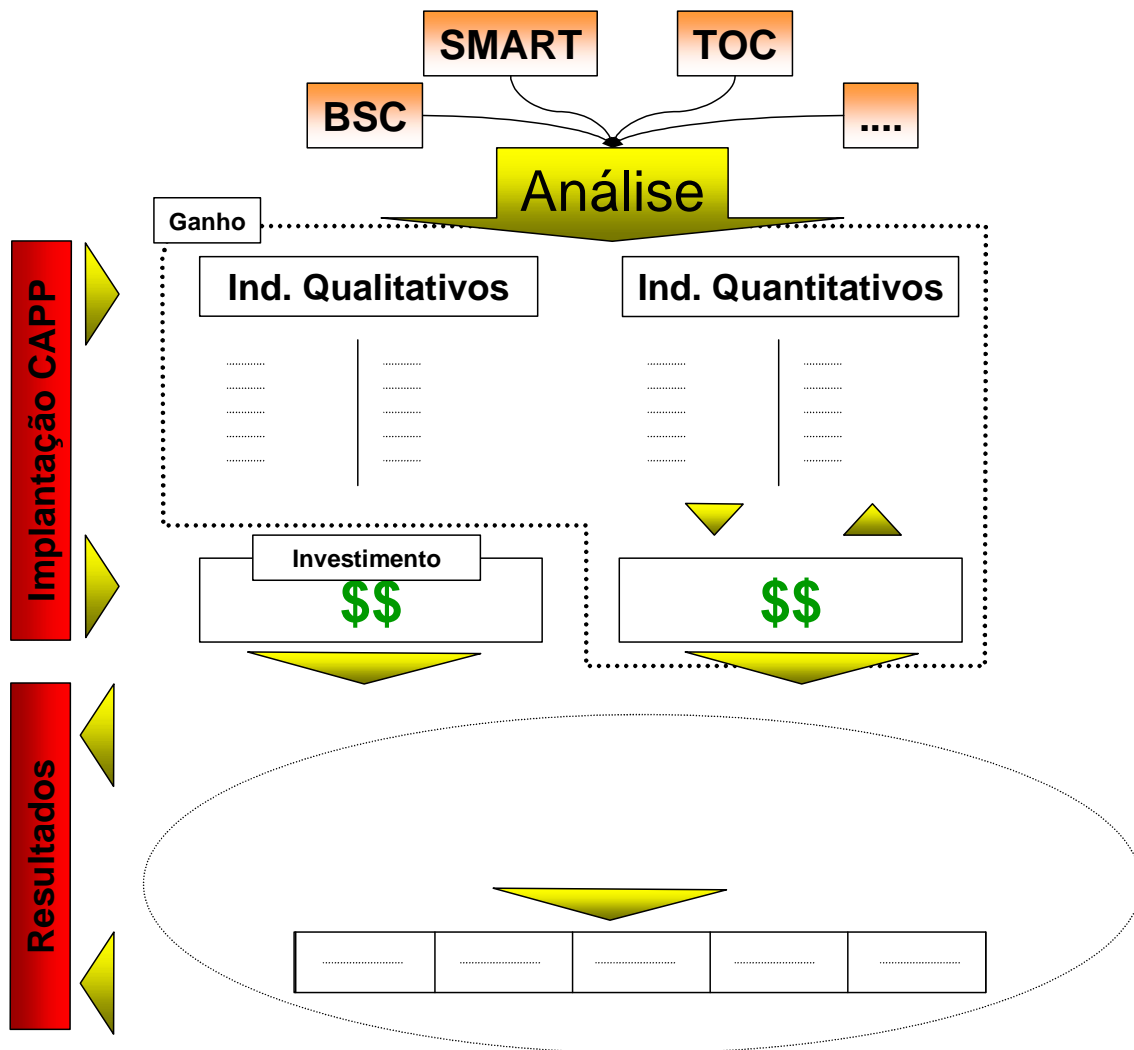 SMART
TOC
BSC
....
Análise
Ganho
Implantação CAPP
Ind. Qualitativos
Ind. Quantitativos
Investimento
$$
$$
Resultados